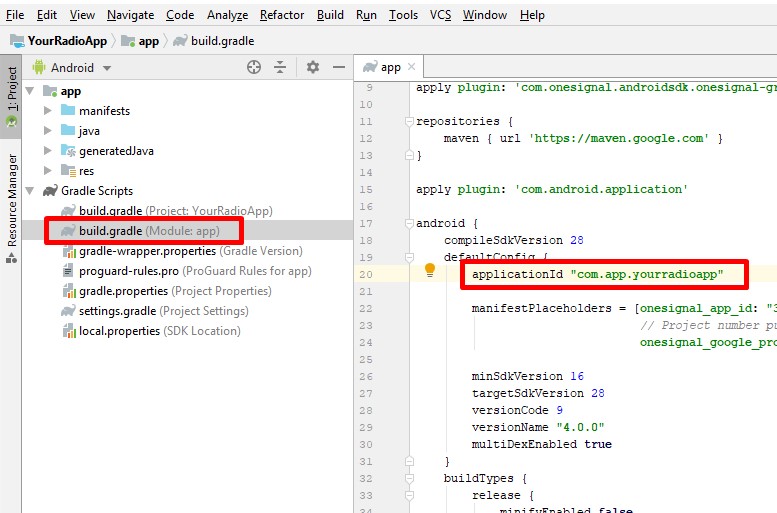 File Edit View Navigate Code Analyze Refactor Build Run Tools VCS Window Help
YourRadioApp app build.gradle
1: Project
Resource Manager
Android
app
manifests
java
generatedJava
res
Gradle Scripts
build.gradle (Project: YourRadioApp)
build.gradle (Module: app)
gradle-wrapper.properties (Gradle Version)
proguard-rules.pro (ProGuard Rules for app)
gradle.properties (Project Properties)
settings.gradle (Project Settings)
local.properties (SDK Location)
app
9 apply plugin: 'com.onesignal.androidsdk.onesignal-gr
10
11 repositories {
12 maven { url 'https://maven.google.com' }
13 }
14
15 apply plugin: 'com.android.application'
16
17 android {
18 compileSdkVersion 28
19 defaultConfig {
20 applicationId "com.app.yourradioapp"
21
22 manifestPlaceholders = [onesignal_app_id: "3
23 // Project number pu
24 onesignal_google_pro
25
26 minSdkVersion 16
27 targetSdkVersion 28
28 versionCode 9
29 versionName "4.0.0"
30 multiDexEnabled true
31 }
32 buildTypes {
33 release {
34 minifyEnabled false